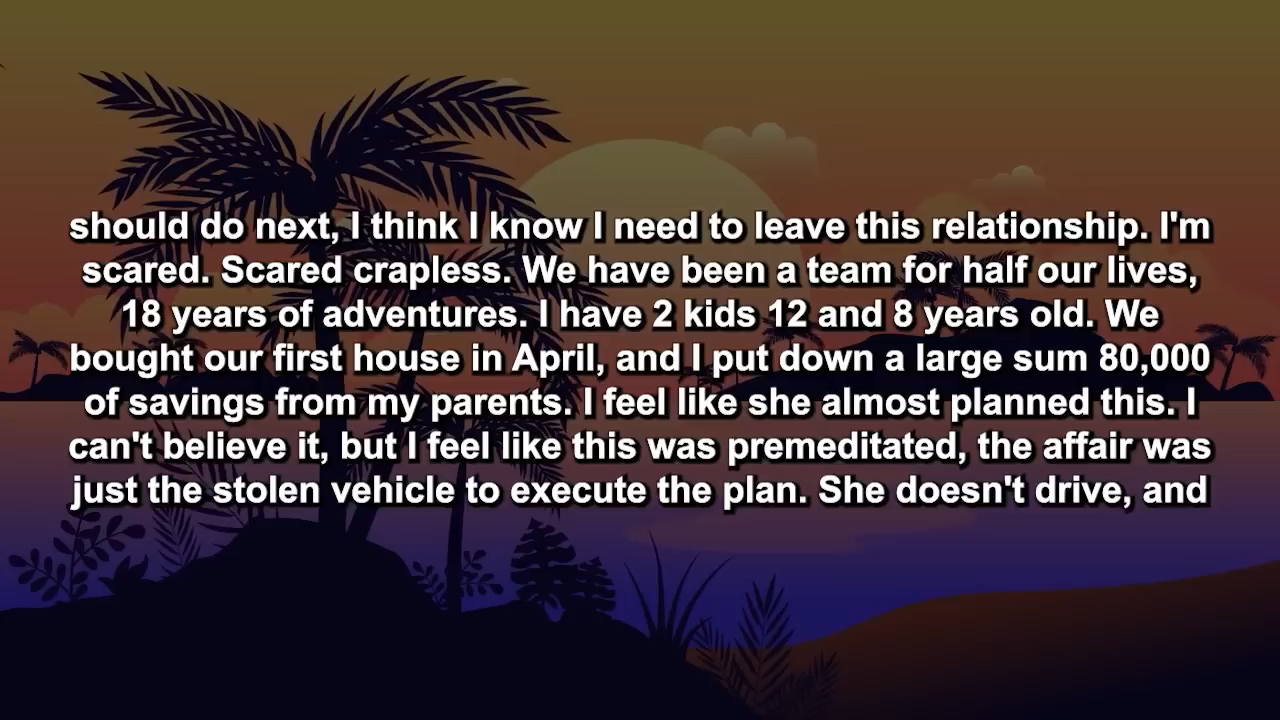 should do next, I think I know I need to leave this relationship. I'm
scared. Scared crapless. We have been a team for half our lives,
18 years of adventures. I have 2 kids 12 and 8 years old. We
bought our first house in April, and I put down a large sum 80,000
of savings from my parents. I feel like she almost planned this. I
can't believe it, but I feel like this was premeditated, the affair was
just the stolen vehicle to execute the plan. She doesn't drive, and